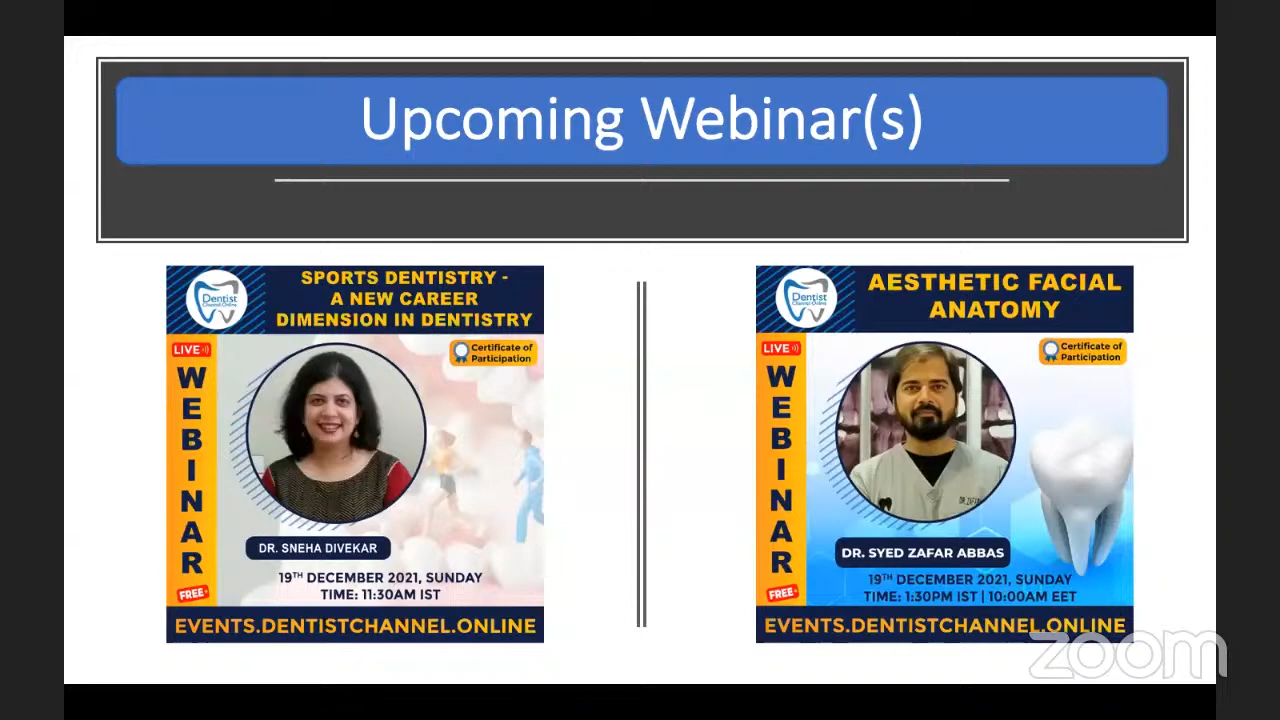 Upcoming Webinar(s)
Dentist
Channel Online
SPORTS DENTISTRY -
A NEW CAREER
DIMENSION IN DENTISTRY
LIVE
Certificate of
Participation
WEBINAR
DR. SNEHA DIVEKAR
19TH DECEMBER 2021, SUNDAY
TIME: 11:30AM IST
FREE
EVENTS.DENTISTCHANNEL.ONLINE
Dentist
Channel Online
AESTHETIC FACIAL
ANATOMY
LIVE
Certificate of
Participation
WEBINAR
DR. SYED ZAFAR ABBAS
19TH DECEMBER 2021, SUNDAY
TIME: 1:30PM IST | 10:00AM EET
FREE
EVENTS.DENTISTCHANNEL.ONLINE
zoom